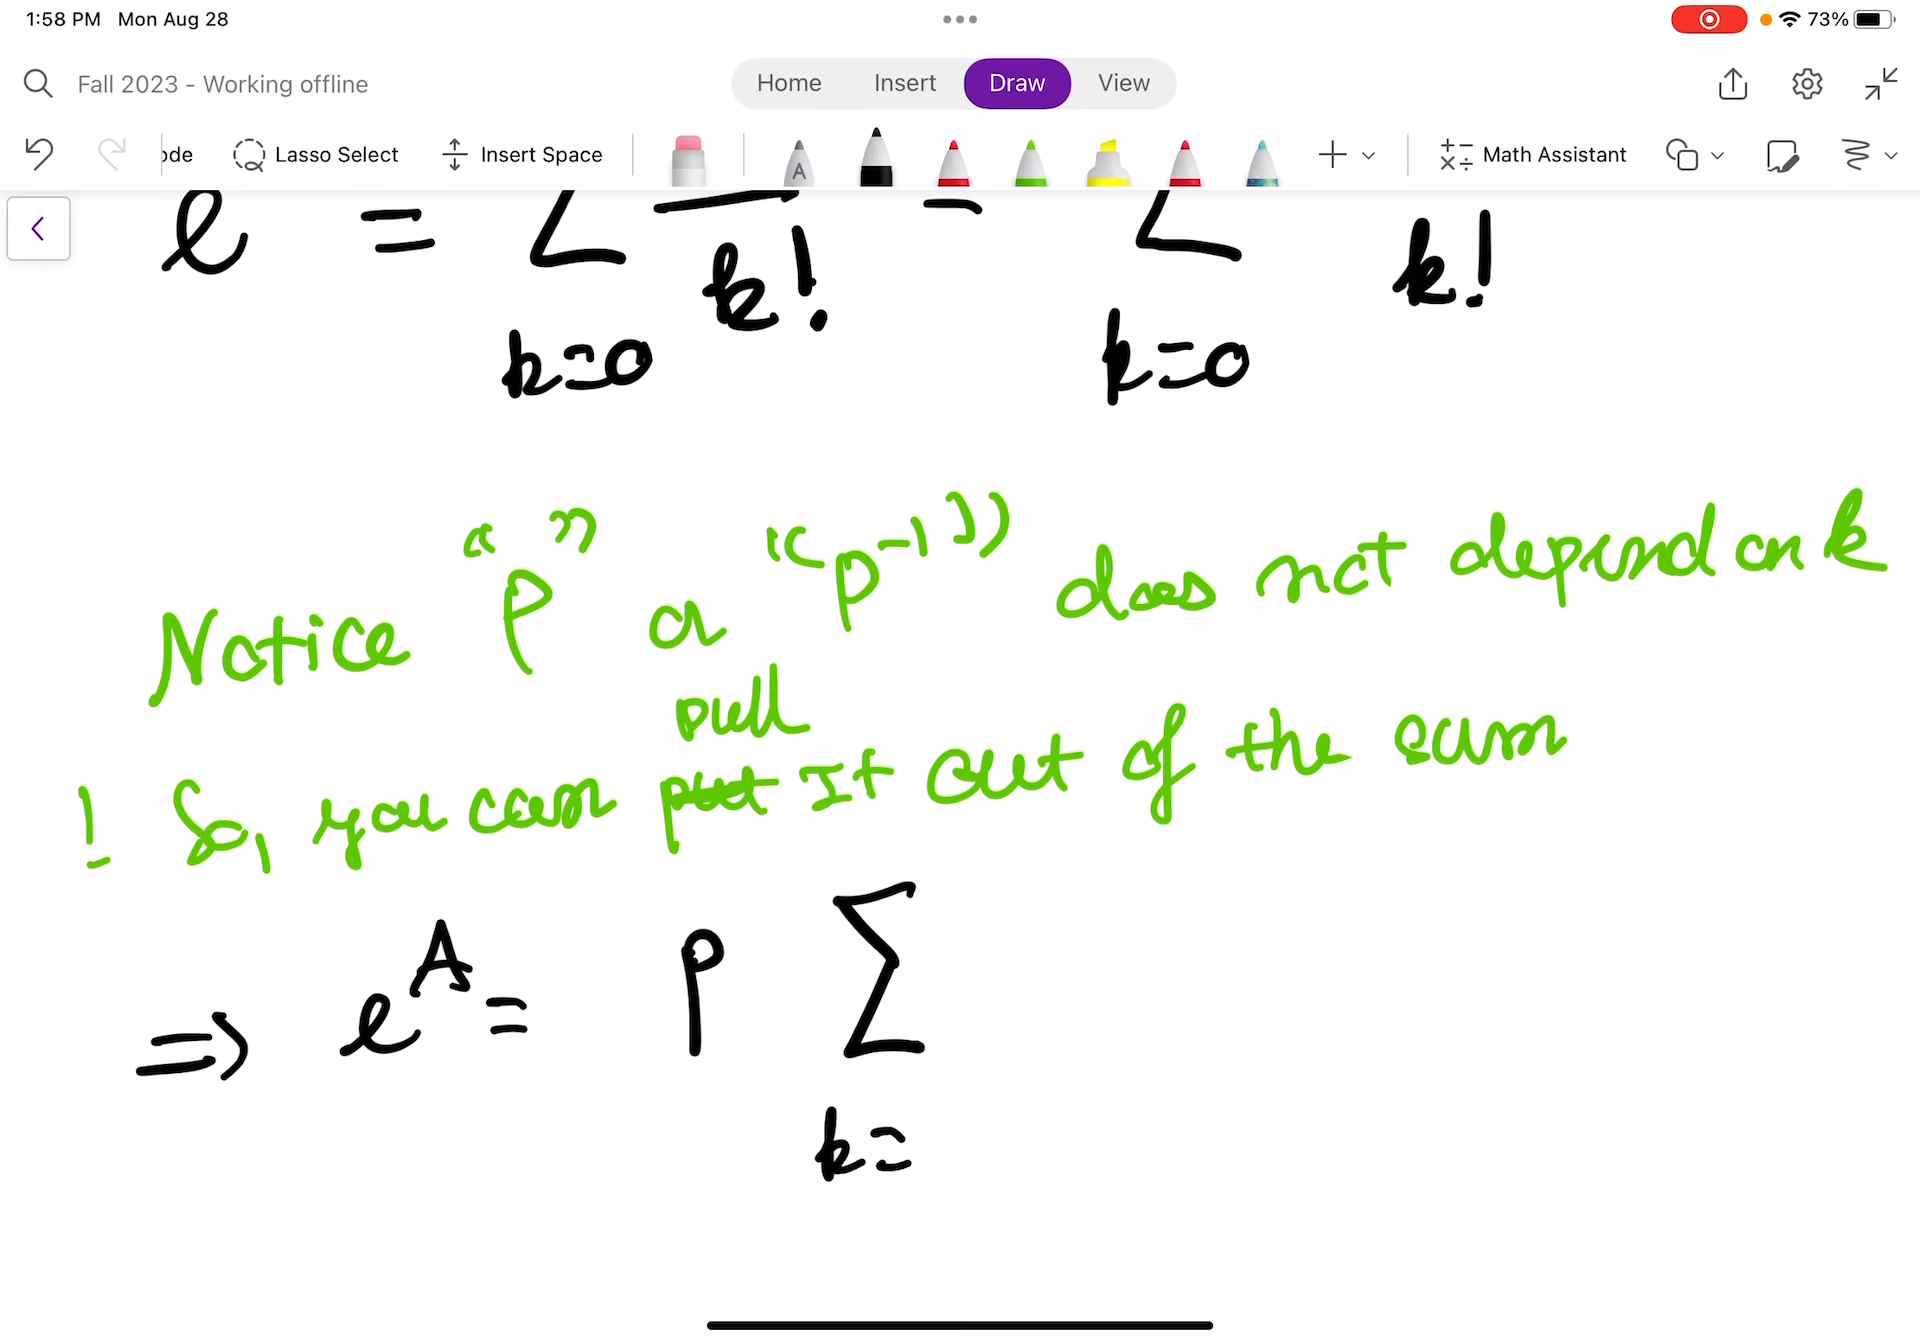 1:58 PM Mon Aug 28 73%
Fall 2023 - Working offline Home Insert Draw View
ode Lasso Select Insert Space A Math Assistant
e = Σ k! = Σ k!
k=0 k=0
Notice "P" or "P⁻¹" does not depend on k
pull
! So, you can put It out of the sum
⇒ e^A = P Σ
k=